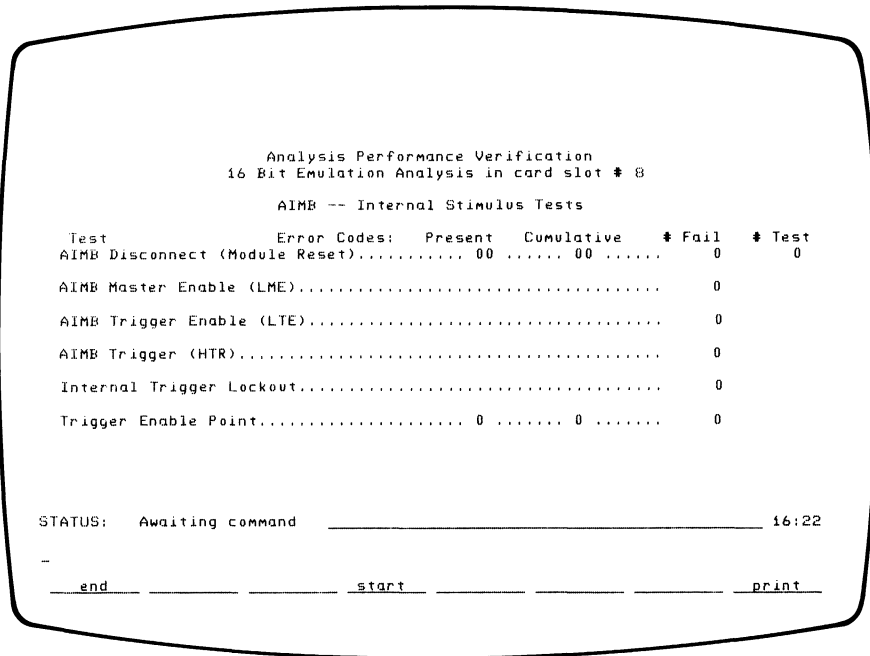 Analysis Performance Verification
16 Bit Emulation Analysis in card slot # 8
AIMB -- Internal Stimulus Tests
Test Error Codes: Present Cumulative # Fail # Test
AIMB Disconnect (Module Reset)........... 00 ...... 00 ...... 0 0
AIMB Master Enable (LME)..................................... 0
AIMB Trigger Enable (LTE).................................... 0
AIMB Trigger (HTR)........................................... 0
Internal Trigger Lockout..................................... 0
Trigger Enable Point..................... 0 ....... 0 ....... 0
STATUS: Awaiting command 16:22
end start print